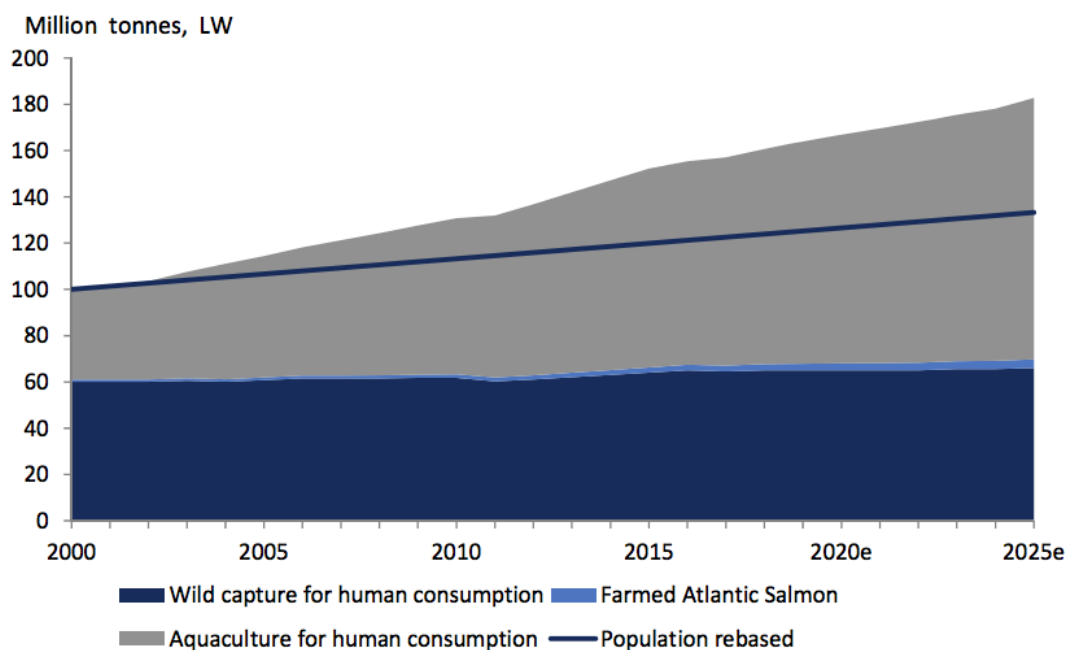 Million tonnes, LW
200
180
160
140
120
100
80
60
40
20
0
2000 2005 2010 2015 2020e 2025e
Wild capture for human consumption Farmed Atlantic Salmon
Aquaculture for human consumption Population rebased